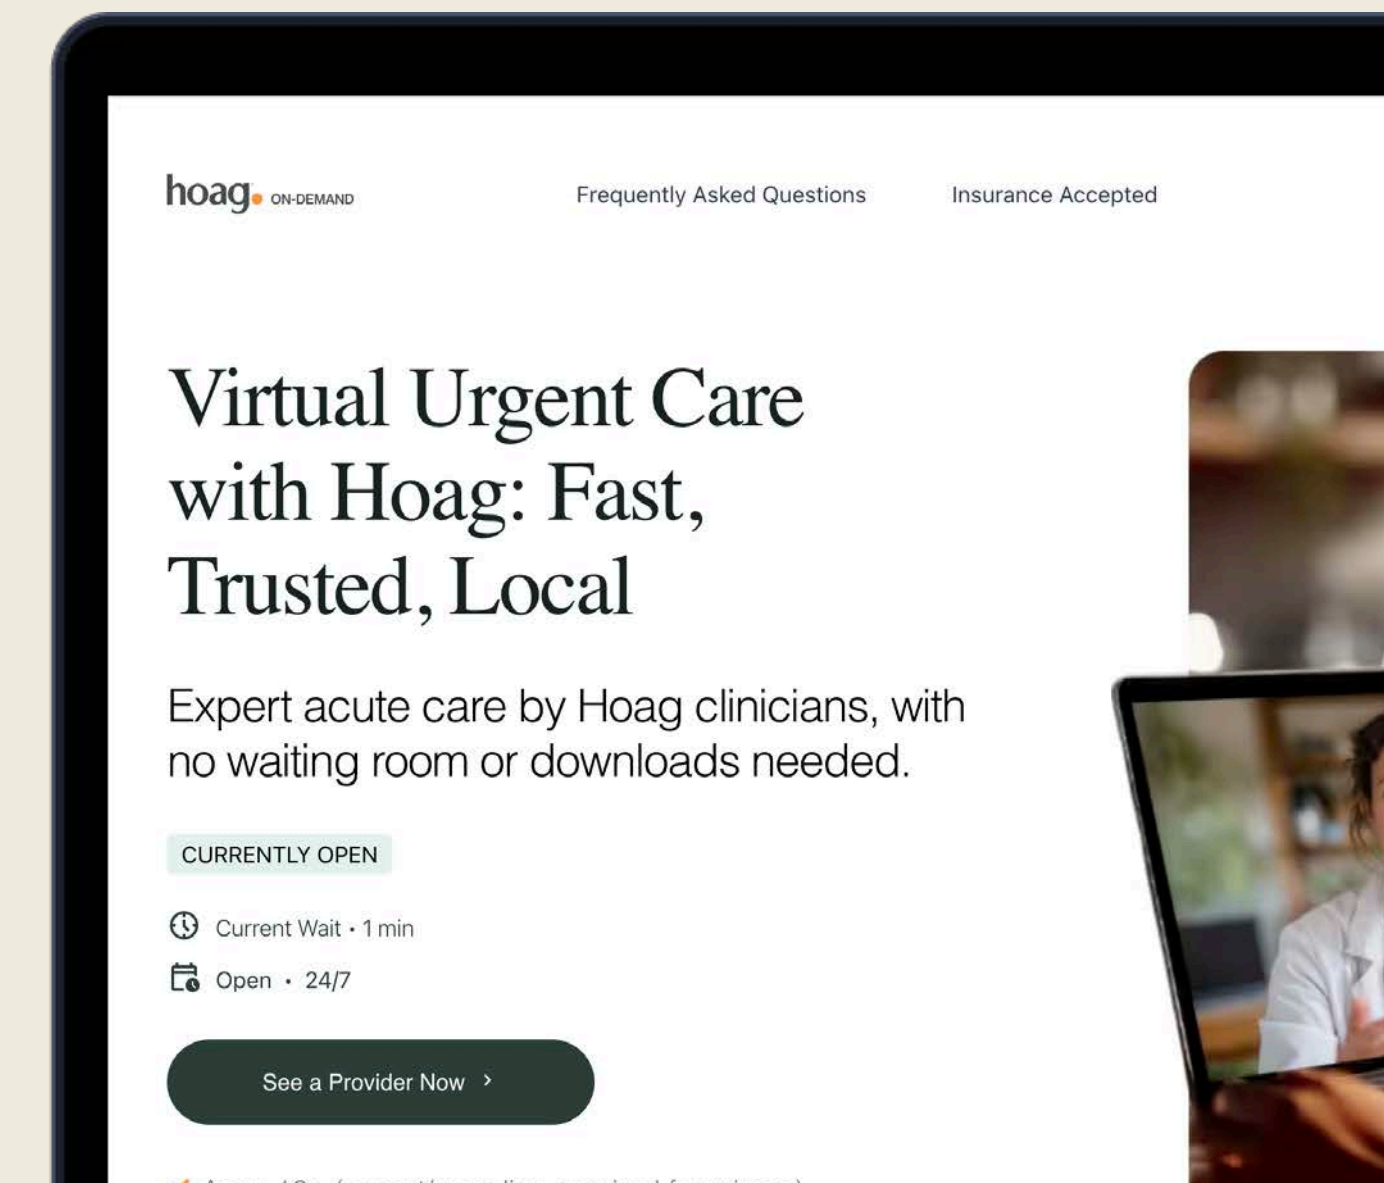 hoag. ON-DEMAND
Frequently Asked Questions
Insurance Accepted
Virtual Urgent Care
with Hoag: Fast,
Trusted, Local
Expert acute care by Hoag clinicians, with
no waiting room or downloads needed.
CURRENTLY OPEN
Current Wait • 1 min
Open • 24/7
See a Provider Now ›